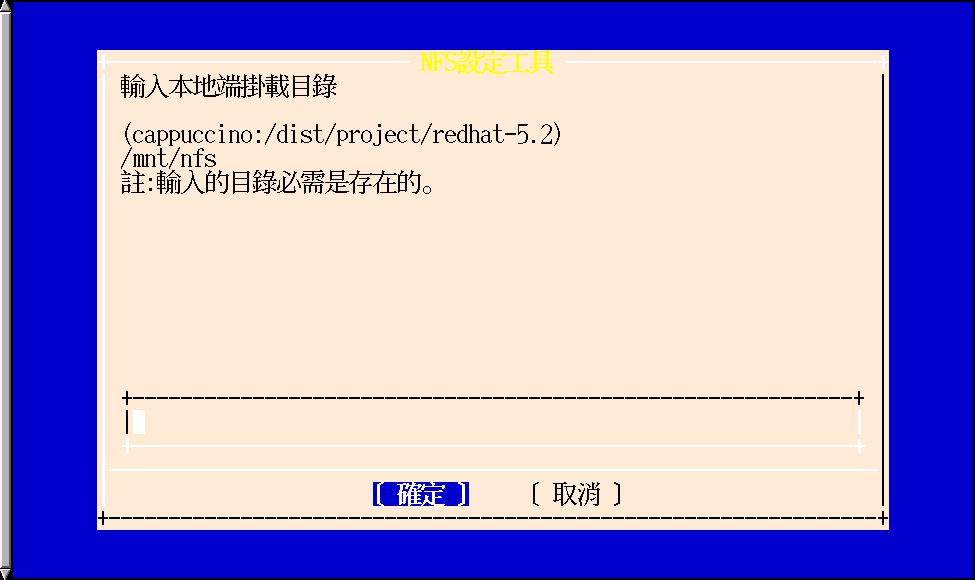 NFS設定工具
輸入本地端掛載目錄
(cappuccino:/dist/project/redhat-5.2)
/mnt/nfs
註:輸入的目錄必需是存在的。
[ 確定 ] [ 取消 ]